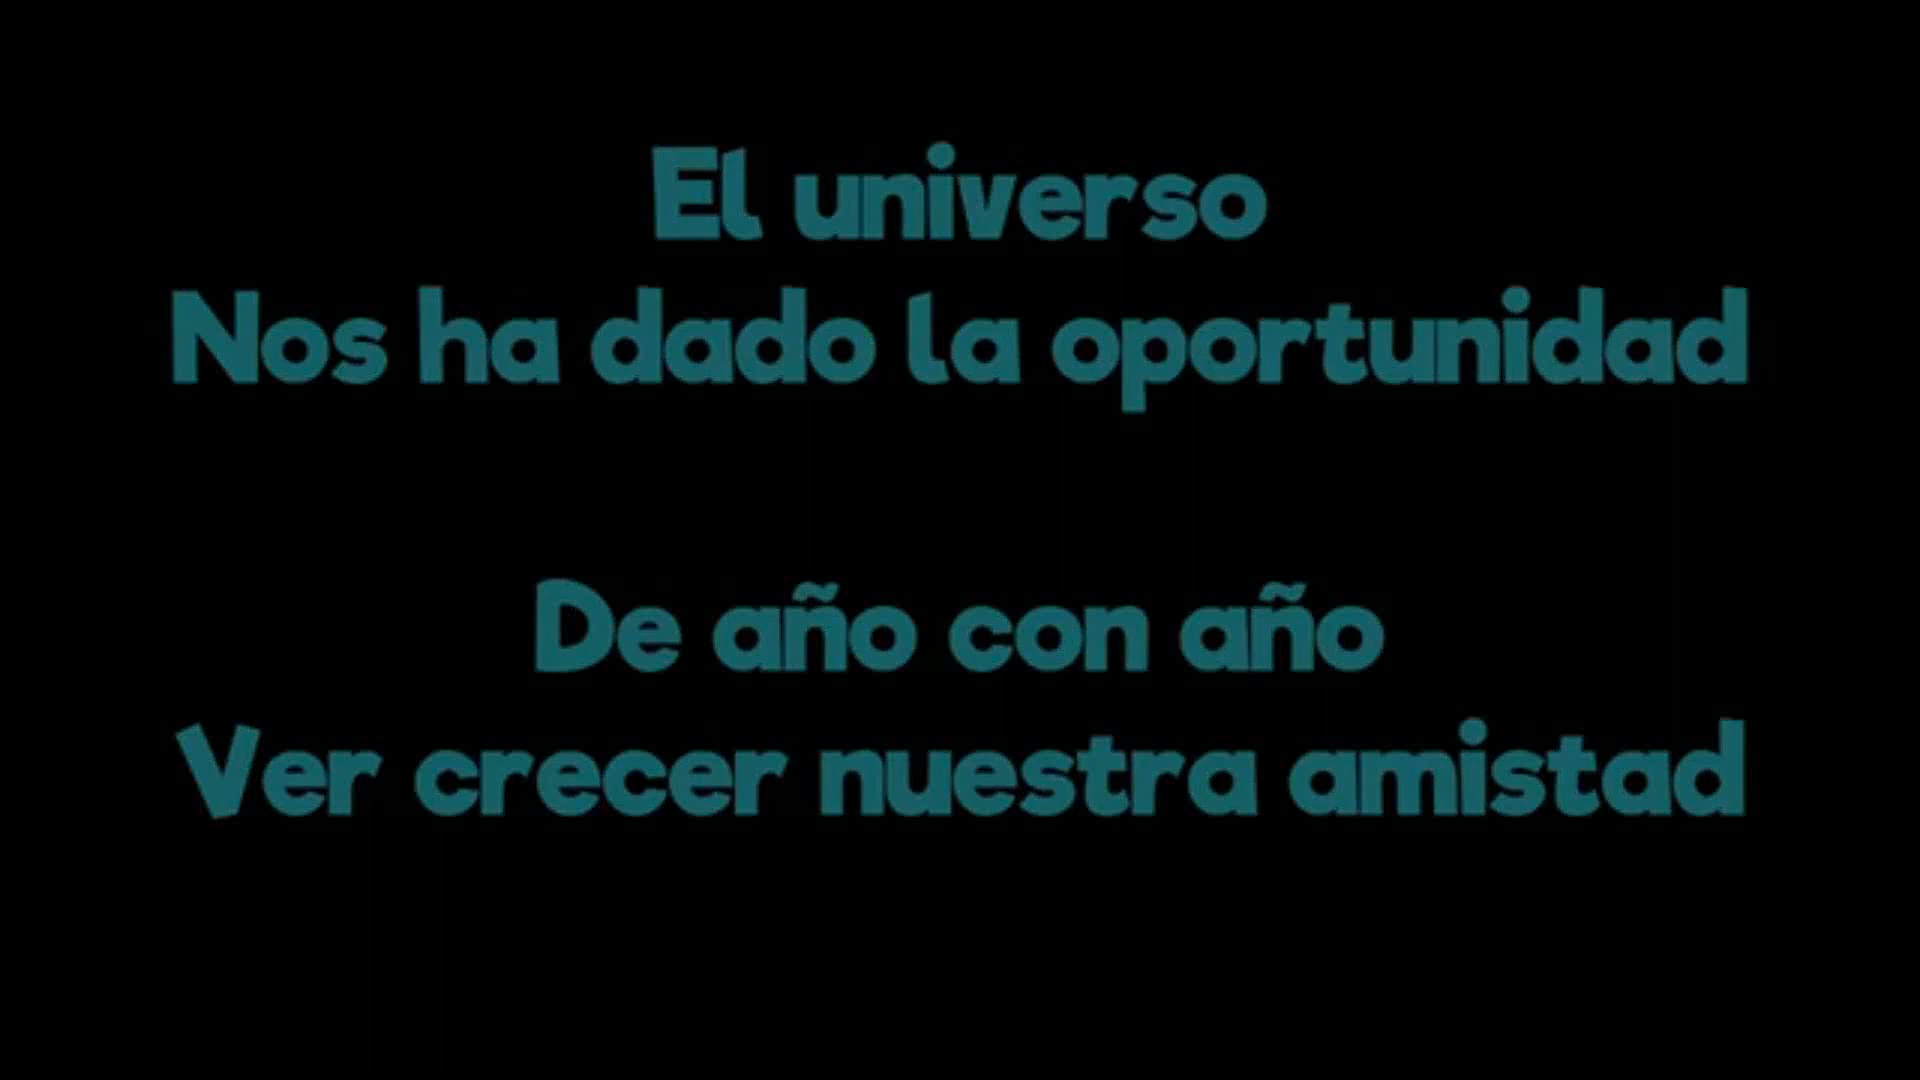 El universo
Nos ha dado la oportunidad
De año con año
Ver crecer nuestra amistad